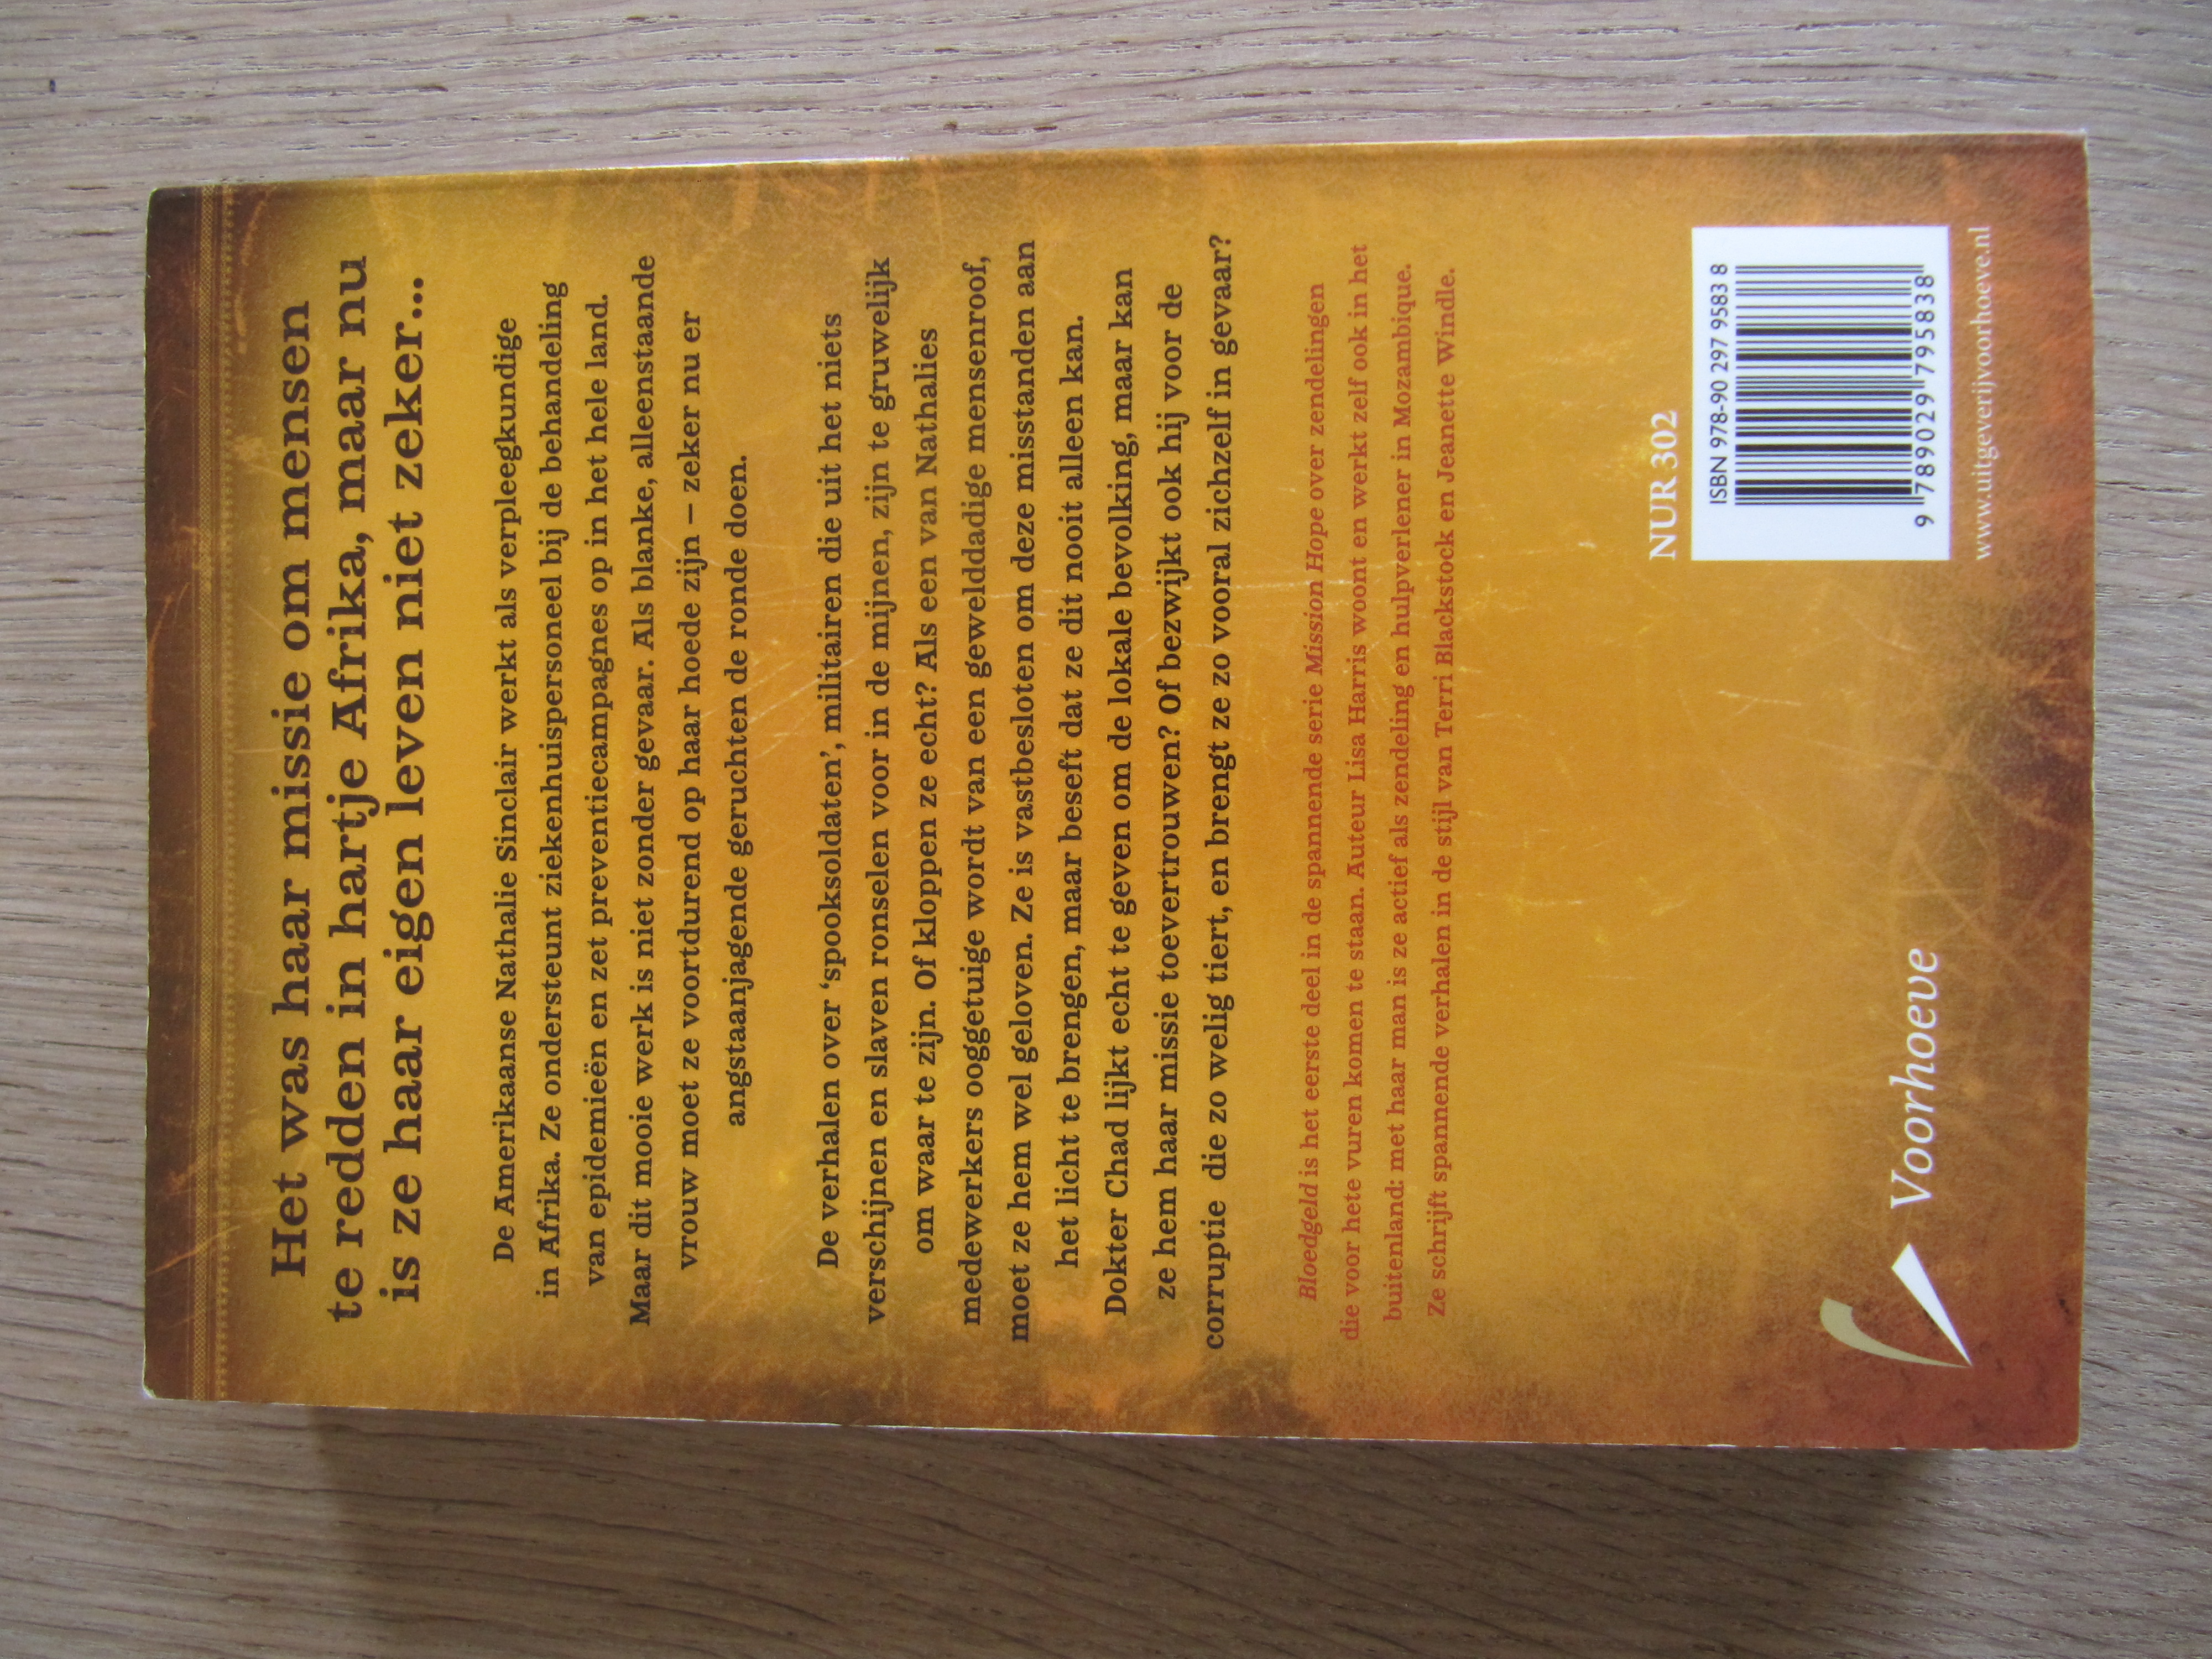 Het was haar missie om mensen
te redden in hartje Afrika, maar nu
is ze haar eigen leven niet zeker...
De Amerikaanse Nathalie Sinclair werkt als verpleegkundige
in Afrika. Ze ondersteunt ziekenhuispersoneel bij de behandeling
van epidemieën en zet preventiecampagnes op in het hele land.
Maar dit mooie werk is niet zonder gevaar. Als blanke, alleenstaande
vrouw moet ze voortdurend op haar hoede zijn – zeker nu er
angstaanjagende geruchten de ronde doen.
De verhalen over ‘spooksoldaten’, militairen die uit het niets
verschijnen en slaven ronselen voor in de mijnen, zijn te gruwelijk
om waar te zijn. Of kloppen ze echt? Als een van Nathalies
medewerkers ooggetuige wordt van een gewelddadige mensenroof,
moet ze hem wel geloven. Ze is vastbesloten om deze misstanden aan
het licht te brengen, maar beseft dat ze dit nooit alleen kan.
Dokter Chad lijkt echt te geven om de lokale bevolking, maar kan
ze hem haar missie toevertrouwen? Of bezwijkt ook hij voor de
corruptie die zo welig tiert, en brengt ze zo vooral zichzelf in gevaar?
Bloedgeld is het eerste deel in de spannende serie Mission Hope over zendelingen
die voor hete vuren komen te staan. Auteur Lisa Harris woont en werkt zelf ook in het
buitenland: met haar man is ze actief als zendeling en hulpverlener in Mozambique.
Ze schrijft spannende verhalen in de stijl van Terri Blackstock en Jeanette Windle.
NUR 302
ISBN 978-90 297 9583 8
9 789029 795838
www.uitgeverijvoorhoeve.nl
Voorhoeve